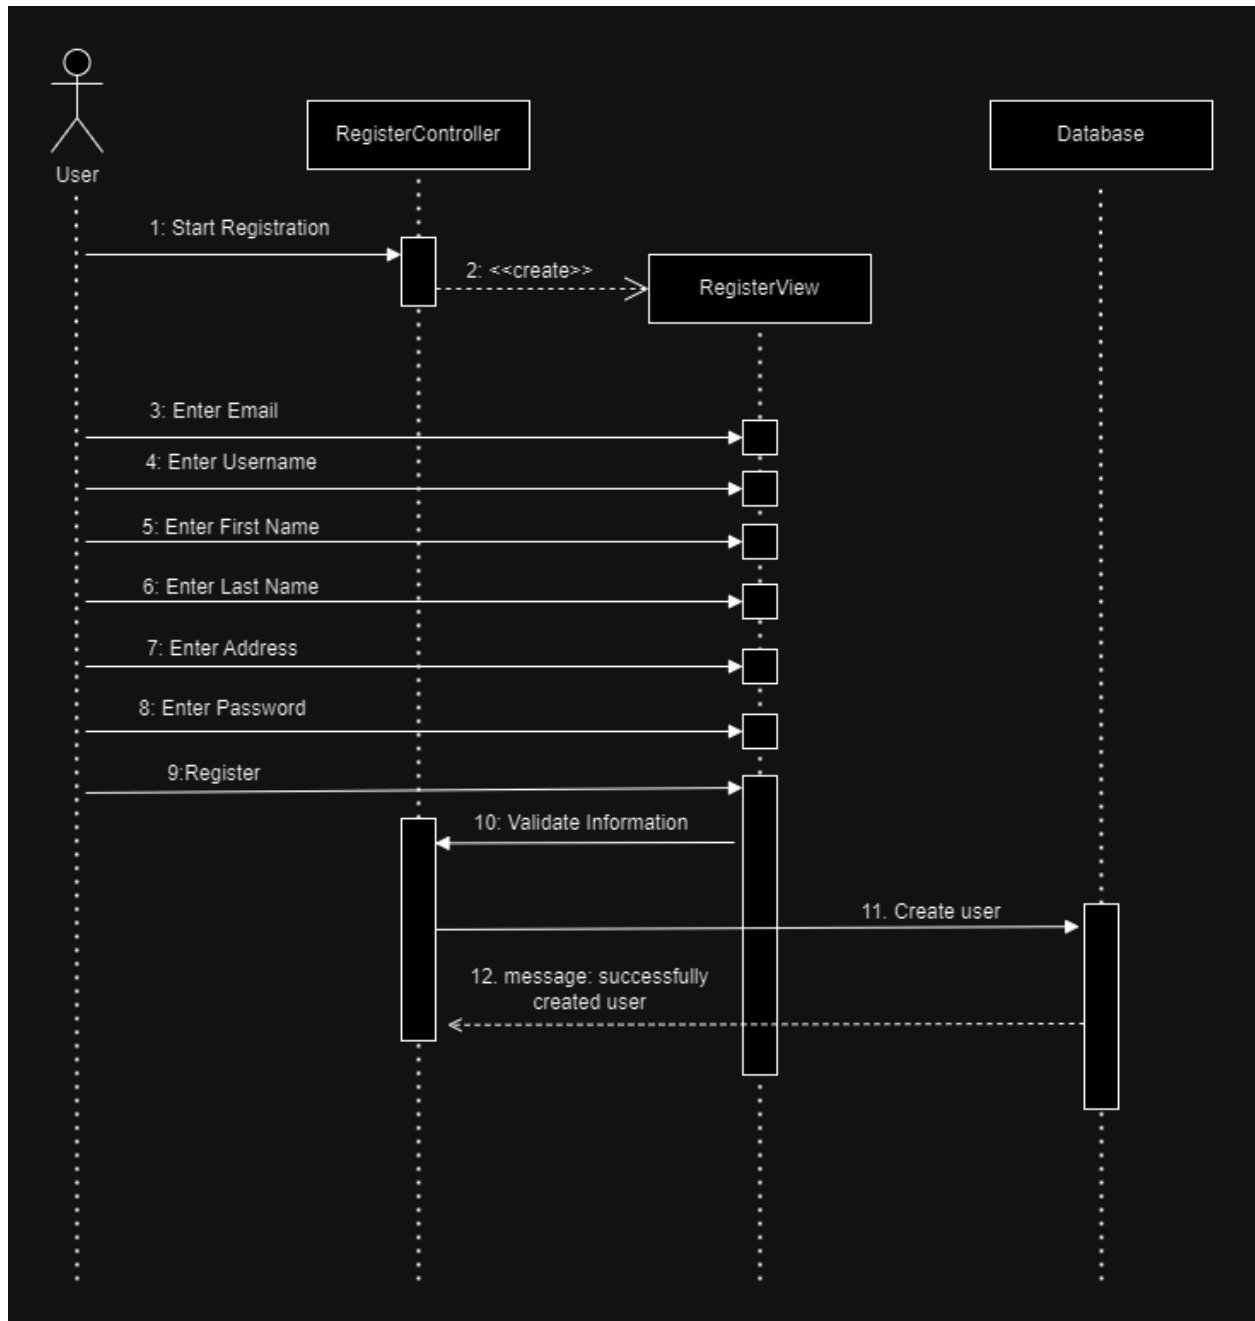 User
RegisterController
Database
1: Start Registration
2: <<create>>
RegisterView
3: Enter Email
4: Enter Username
5: Enter First Name
6: Enter Last Name
7: Enter Address
8: Enter Password
9:Register
10: Validate Information
11. Create user
12. message: successfully
created user